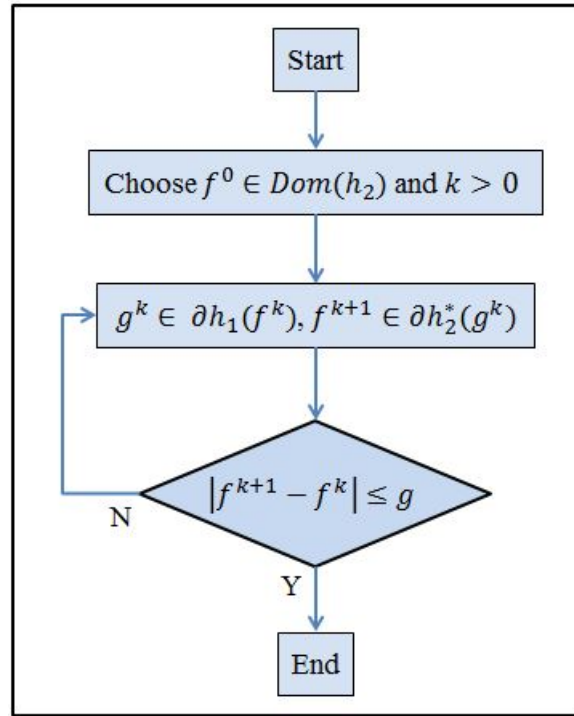 Start
Choose f⁰ ∈ Dom(h₂) and k > 0
gᵏ ∈ ∂h₁(fᵏ), fᵏ⁺¹ ∈ ∂h₂*(gᵏ)
|fᵏ⁺¹ − fᵏ| ≤ g
N
Y
End